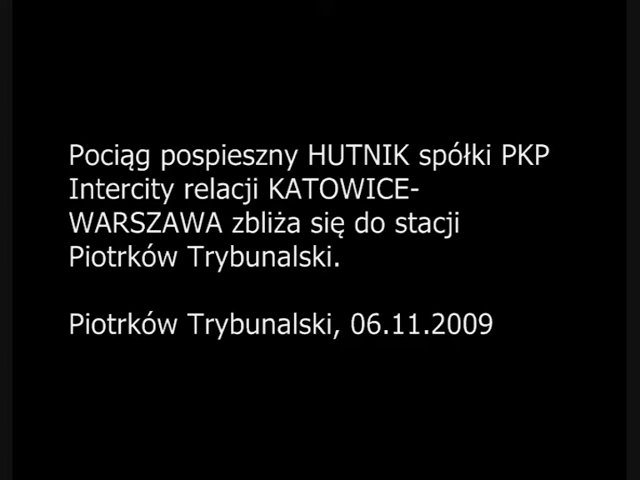 Pociąg pospieszny HUTNIK spółki PKP
Intercity relacji KATOWICE-
WARSZAWA zbliża się do stacji
Piotrków Trybunalski.
Piotrków Trybunalski, 06.11.2009